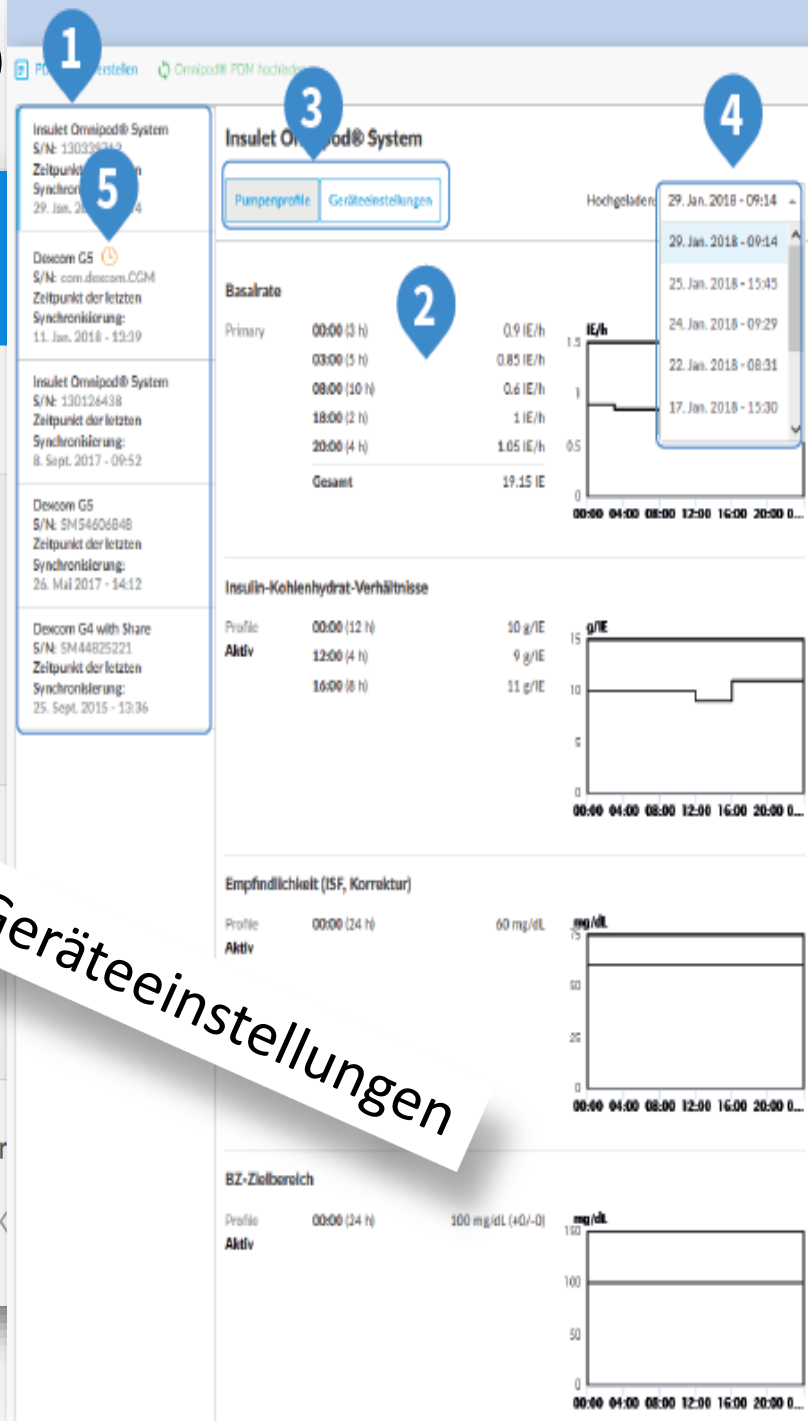 1
erstellen
Omnipod® PDM hochladen
3
4
Insulet Omnipod® System
S/N:
Zeitpunkt
5
29. Jan.
Dexcom G5
S/N: com.dexcom.CGM
Zeitpunkt der letzten
Synchronisierung:
11. Jan. 2018 - 13:39
Insulet Omnipod® System
S/N: 130126438
Zeitpunkt der letzten
Synchronisierung:
8. Sept. 2017 - 09:52
Dexcom G5
S/N: SM54606848
Zeitpunkt der letzten
Synchronisierung:
26. Mai 2017 - 14:12
Dexcom G4 with Share
S/N: SM44825221
Zeitpunkt der letzten
Synchronisierung:
25. Sept. 2015 - 13:36
Insulet Omnipod® System
Pumpenprofile
Geräteeinstellungen
Hochgeladen
29. Jan. 2018 - 09:14
29. Jan. 2018 - 09:14
25. Jan. 2018 - 15:45
24. Jan. 2018 - 09:29
22. Jan. 2018 - 08:31
17. Jan. 2018 - 15:30
2
Basalrate
Primary 00:00 (3 h) 0.9 IE/h
03:00 (5 h) 0.85 IE/h
08:00 (10 h) 0.6 IE/h
18:00 (2 h) 1 IE/h
20:00 (4 h) 1.05 IE/h
Gesamt 19.15 IE
IE/h
1.5
1
0.5
0
00:00 04:00 08:00 12:00 16:00 20:00 0...
Insulin-Kohlenhydrat-Verhältnisse
Profile 00:00 (12 h) 10 g/IE
Aktiv 12:00 (4 h) 9 g/IE
16:00 (8 h) 11 g/IE
g/IE
15
10
5
0
00:00 04:00 08:00 12:00 16:00 20:00 0...
Empfindlichkeit (ISF, Korrektur)
Profile 00:00 (24 h) 60 mg/dL
Aktiv
mg/dL
75
50
25
0
00:00 04:00 08:00 12:00 16:00 20:00 0...
Geräteeinstellungen
BZ-Zielbereich
Profile 00:00 (24 h) 100 mg/dL (+0/-0)
Aktiv
mg/dL
150
100
50
0
00:00 04:00 08:00 12:00 16:00 20:00 0...